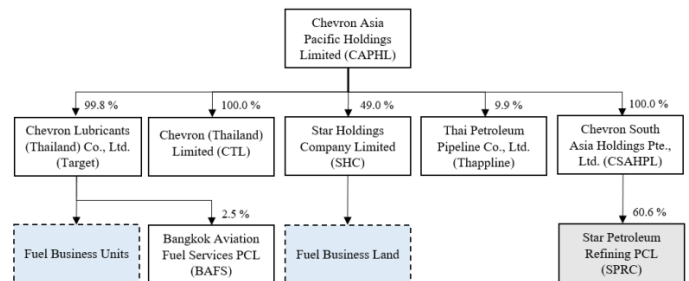 Chevron Asia
Pacific Holdings
Limited (CAPHL)
99.8 %
100.0 %
49.0 %
9.9 %
100.0 %
Chevron Lubricants
(Thailand) Co., Ltd.
(Target)
Chevron (Thailand)
Limited (CTL)
Star Holdings
Company Limited
(SHC)
Thai Petroleum
Pipeline Co., Ltd.
(Thappline)
Chevron South
Asia Holdings Pte.,
Ltd. (CSAHPL)
2.5 %
60.6 %
Fuel Business Units
Bangkok Aviation
Fuel Services PCL
(BAFS)
Fuel Business Land
Star Petroleum
Refining PCL
(SPRC)